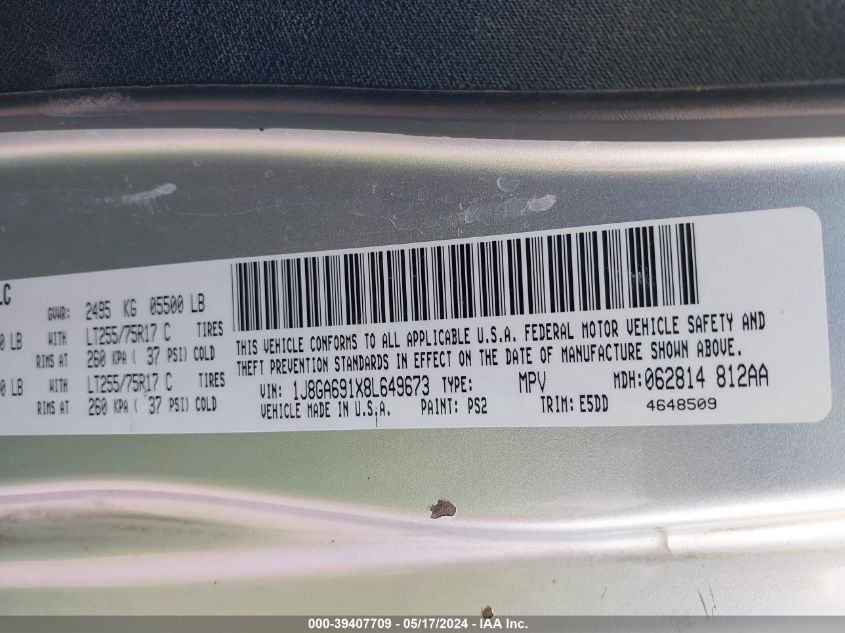 LC
GVWR: 2495 KG 05500 LB
0 LB WITH LT255/75R17 C TIRES
RIMS AT 260 KPA ( 37 PSI) COLD
0 LB WITH LT255/75R17 C TIRES
RIMS AT 260 KPA ( 37 PSI) COLD
THIS VEHICLE CONFORMS TO ALL APPLICABLE U.S.A. FEDERAL MOTOR VEHICLE SAFETY AND
THEFT PREVENTION STANDARDS IN EFFECT ON THE DATE OF MANUFACTURE SHOWN ABOVE.
VIN: 1J8GA691X8L649673 TYPE: MPV MDH: 062814 812AA
VEHICLE MADE IN U.S.A. PAINT: PS2 TRIM: E5DD 4648509
000-39407709 - 05/17/2024 - IAA Inc.